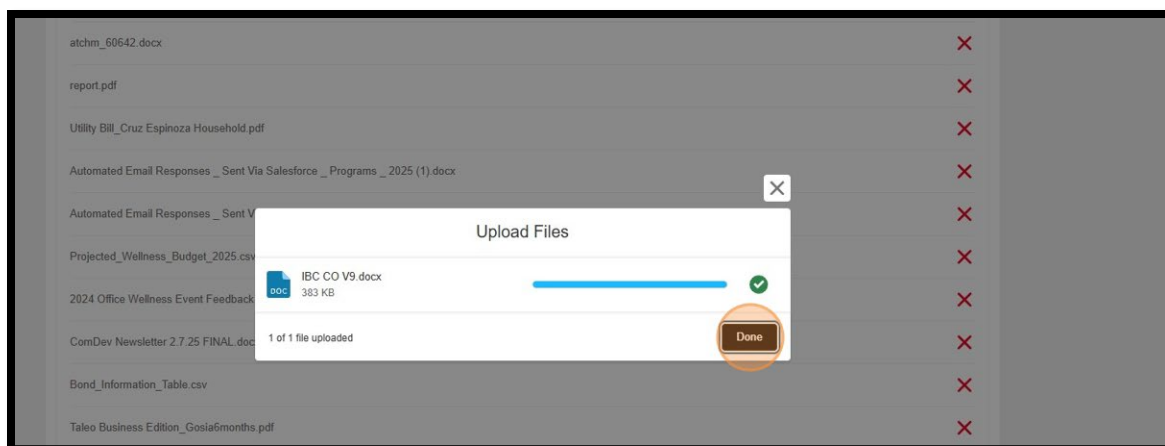 atchm_60642.docx
report.pdf
Utility Bill_Cruz Espinoza Household.pdf
Automated Email Responses _ Sent Via Salesforce _ Programs _ 2025 (1).docx
Automated Email Responses _ Sent V
Upload Files
Projected_Wellness_Budget_2025.csv
IBC CO V9.docx
DOC
383 KB
2024 Office Wellness Event Feedback
1 of 1 file uploaded
Done
ComDev Newsletter 2.7.25 FINAL.doc
Bond_Information_Table.csv
Taleo Business Edition_Gosia6months.pdf